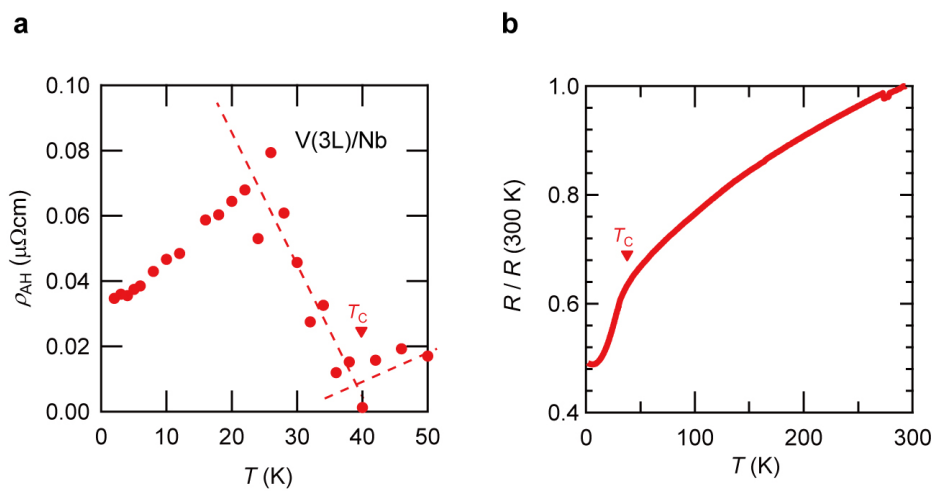 a
b
0.10
0.08
0.06
0.04
0.02
0.00
ρAH (μΩcm)
V(3L)/Nb
TC
0 10 20 30 40 50
T (K)
1.0
0.8
0.6
0.4
R / R (300 K)
TC
0 100 200 300
T (K)